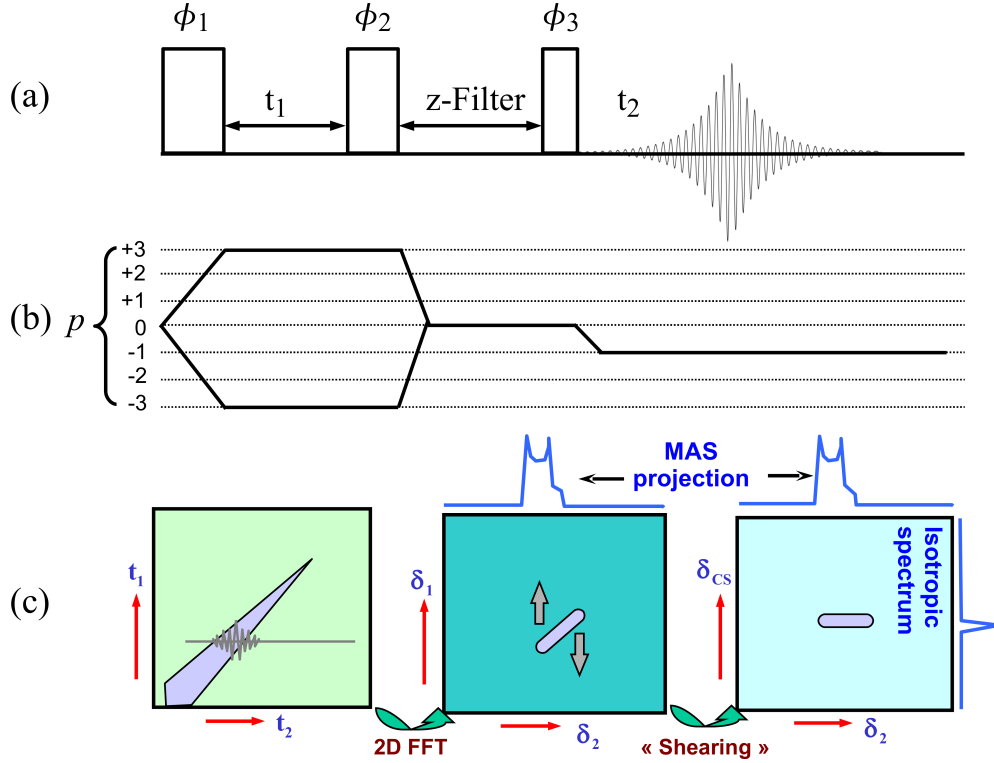 ϕ₁ ϕ₂ ϕ₃
(a)
t₁ z-Filter t₂
(b) p
+3
+2
+1
0
-1
-2
-3
MAS
projection
(c)
t₁
t₂
2D FFT
δ₁
δ₂
« Shearing »
δCS
δ₂
Isotropic
spectrum